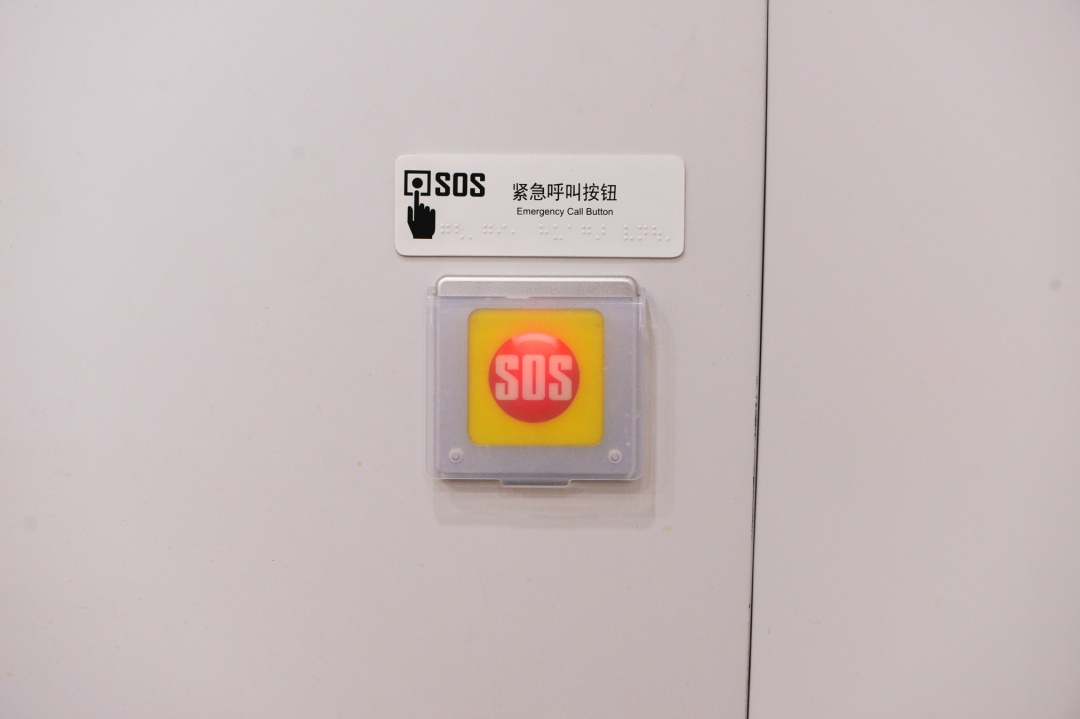 SOS 紧急呼叫按钮
Emergency Call Button
SOS